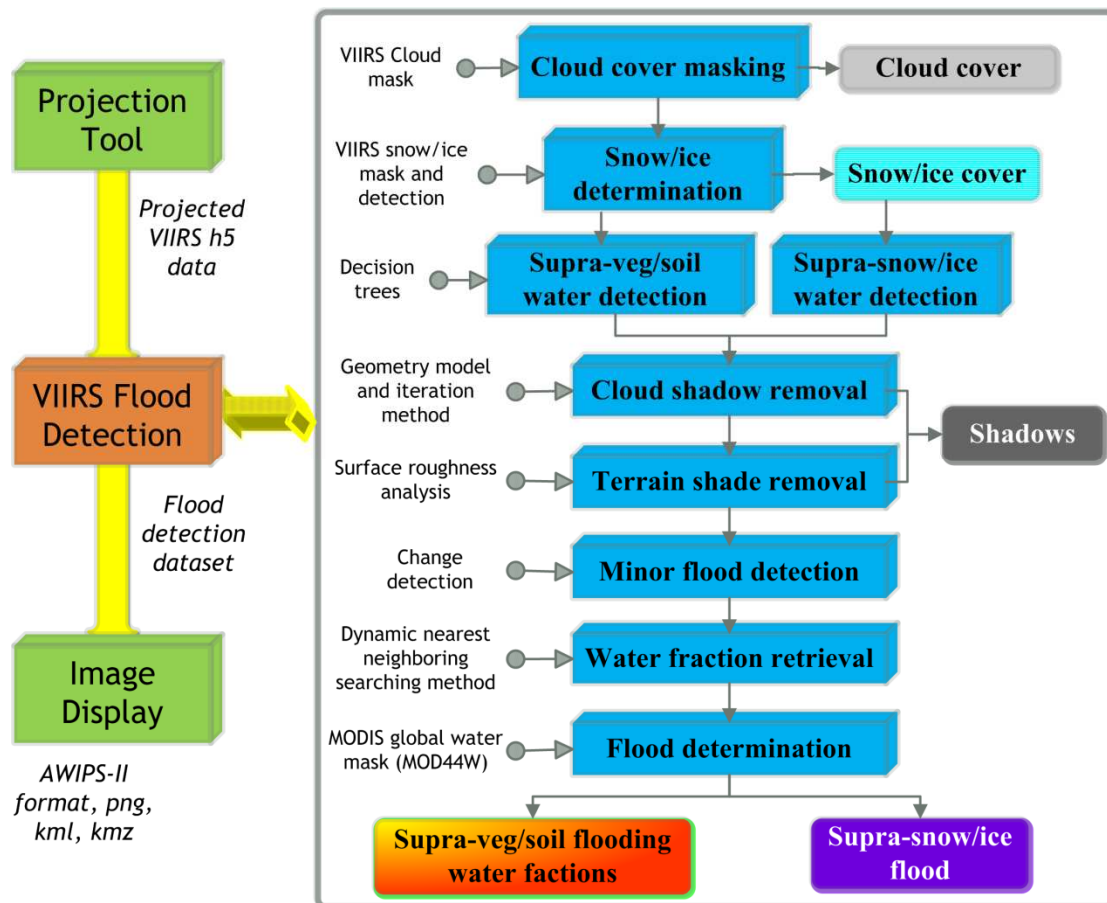 Projection
Tool
Projected
VIIRS h5
data
VIIRS Flood
Detection
Flood
detection
dataset
Image
Display
AWIPS-II
format, png,
kml, kmz
VIIRS Cloud
mask
Cloud cover masking
Cloud cover
VIIRS snow/ice
mask and
detection
Snow/ice
determination
Snow/ice cover
Decision
trees
Supra-veg/soil
water detection
Supra-snow/ice
water detection
Geometry model
and iteration
method
Cloud shadow removal
Shadows
Surface roughness
analysis
Terrain shade removal
Change
detection
Minor flood detection
Dynamic nearest
neighboring
searching method
Water fraction retrieval
MODIS global water
mask (MOD44W)
Flood determination
Supra-veg/soil flooding
water factions
Supra-snow/ice
flood